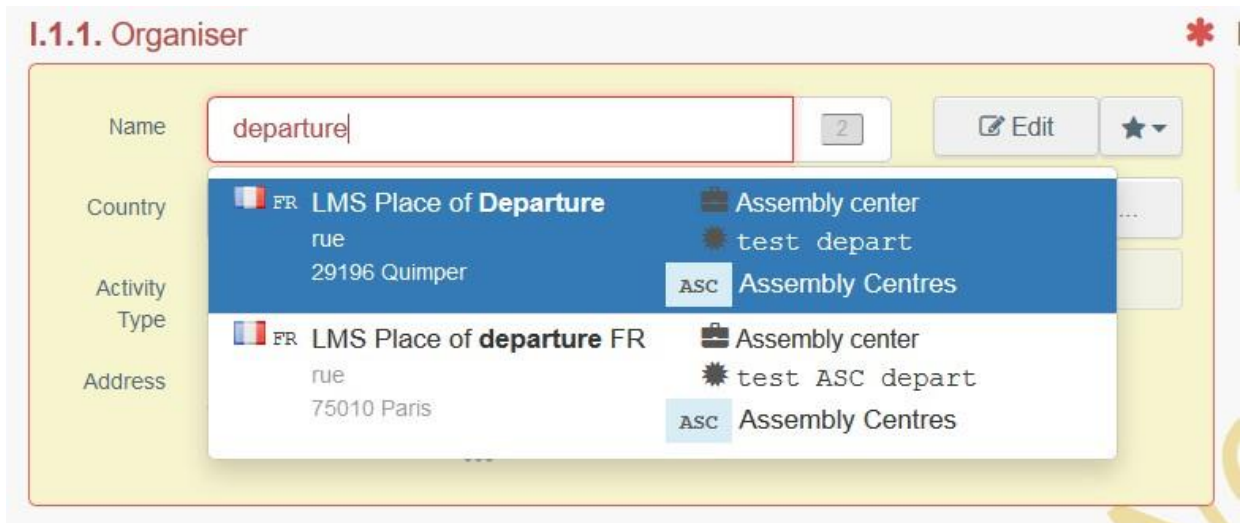 I.1.1. Organiser *
Name departure 2 Edit
Country ...
FR LMS Place of Departure Assembly center
rue test depart
29196 Quimper ASC Assembly Centres
Activity
Type
FR LMS Place of departure FR Assembly center
rue test ASC depart
Address
75010 Paris ASC Assembly Centres